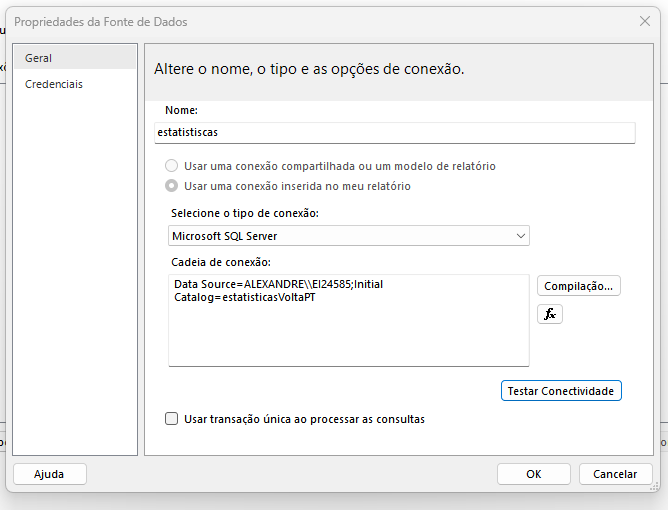 Propriedades da Fonte de Dados
Geral
Credenciais
Altere o nome, o tipo e as opções de conexão.
Nome:
estatistiscas
Usar uma conexão compartilhada ou um modelo de relatório
Usar uma conexão inserida no meu relatório
Selecione o tipo de conexão:
Microsoft SQL Server
Cadeia de conexão:
Data Source=ALEXANDRE\\EI24585;Initial
Catalog=estatisticasVoltaPT
Compilação...
fx
Testar Conectividade
Usar transação única ao processar as consultas
Ajuda
OK
Cancelar